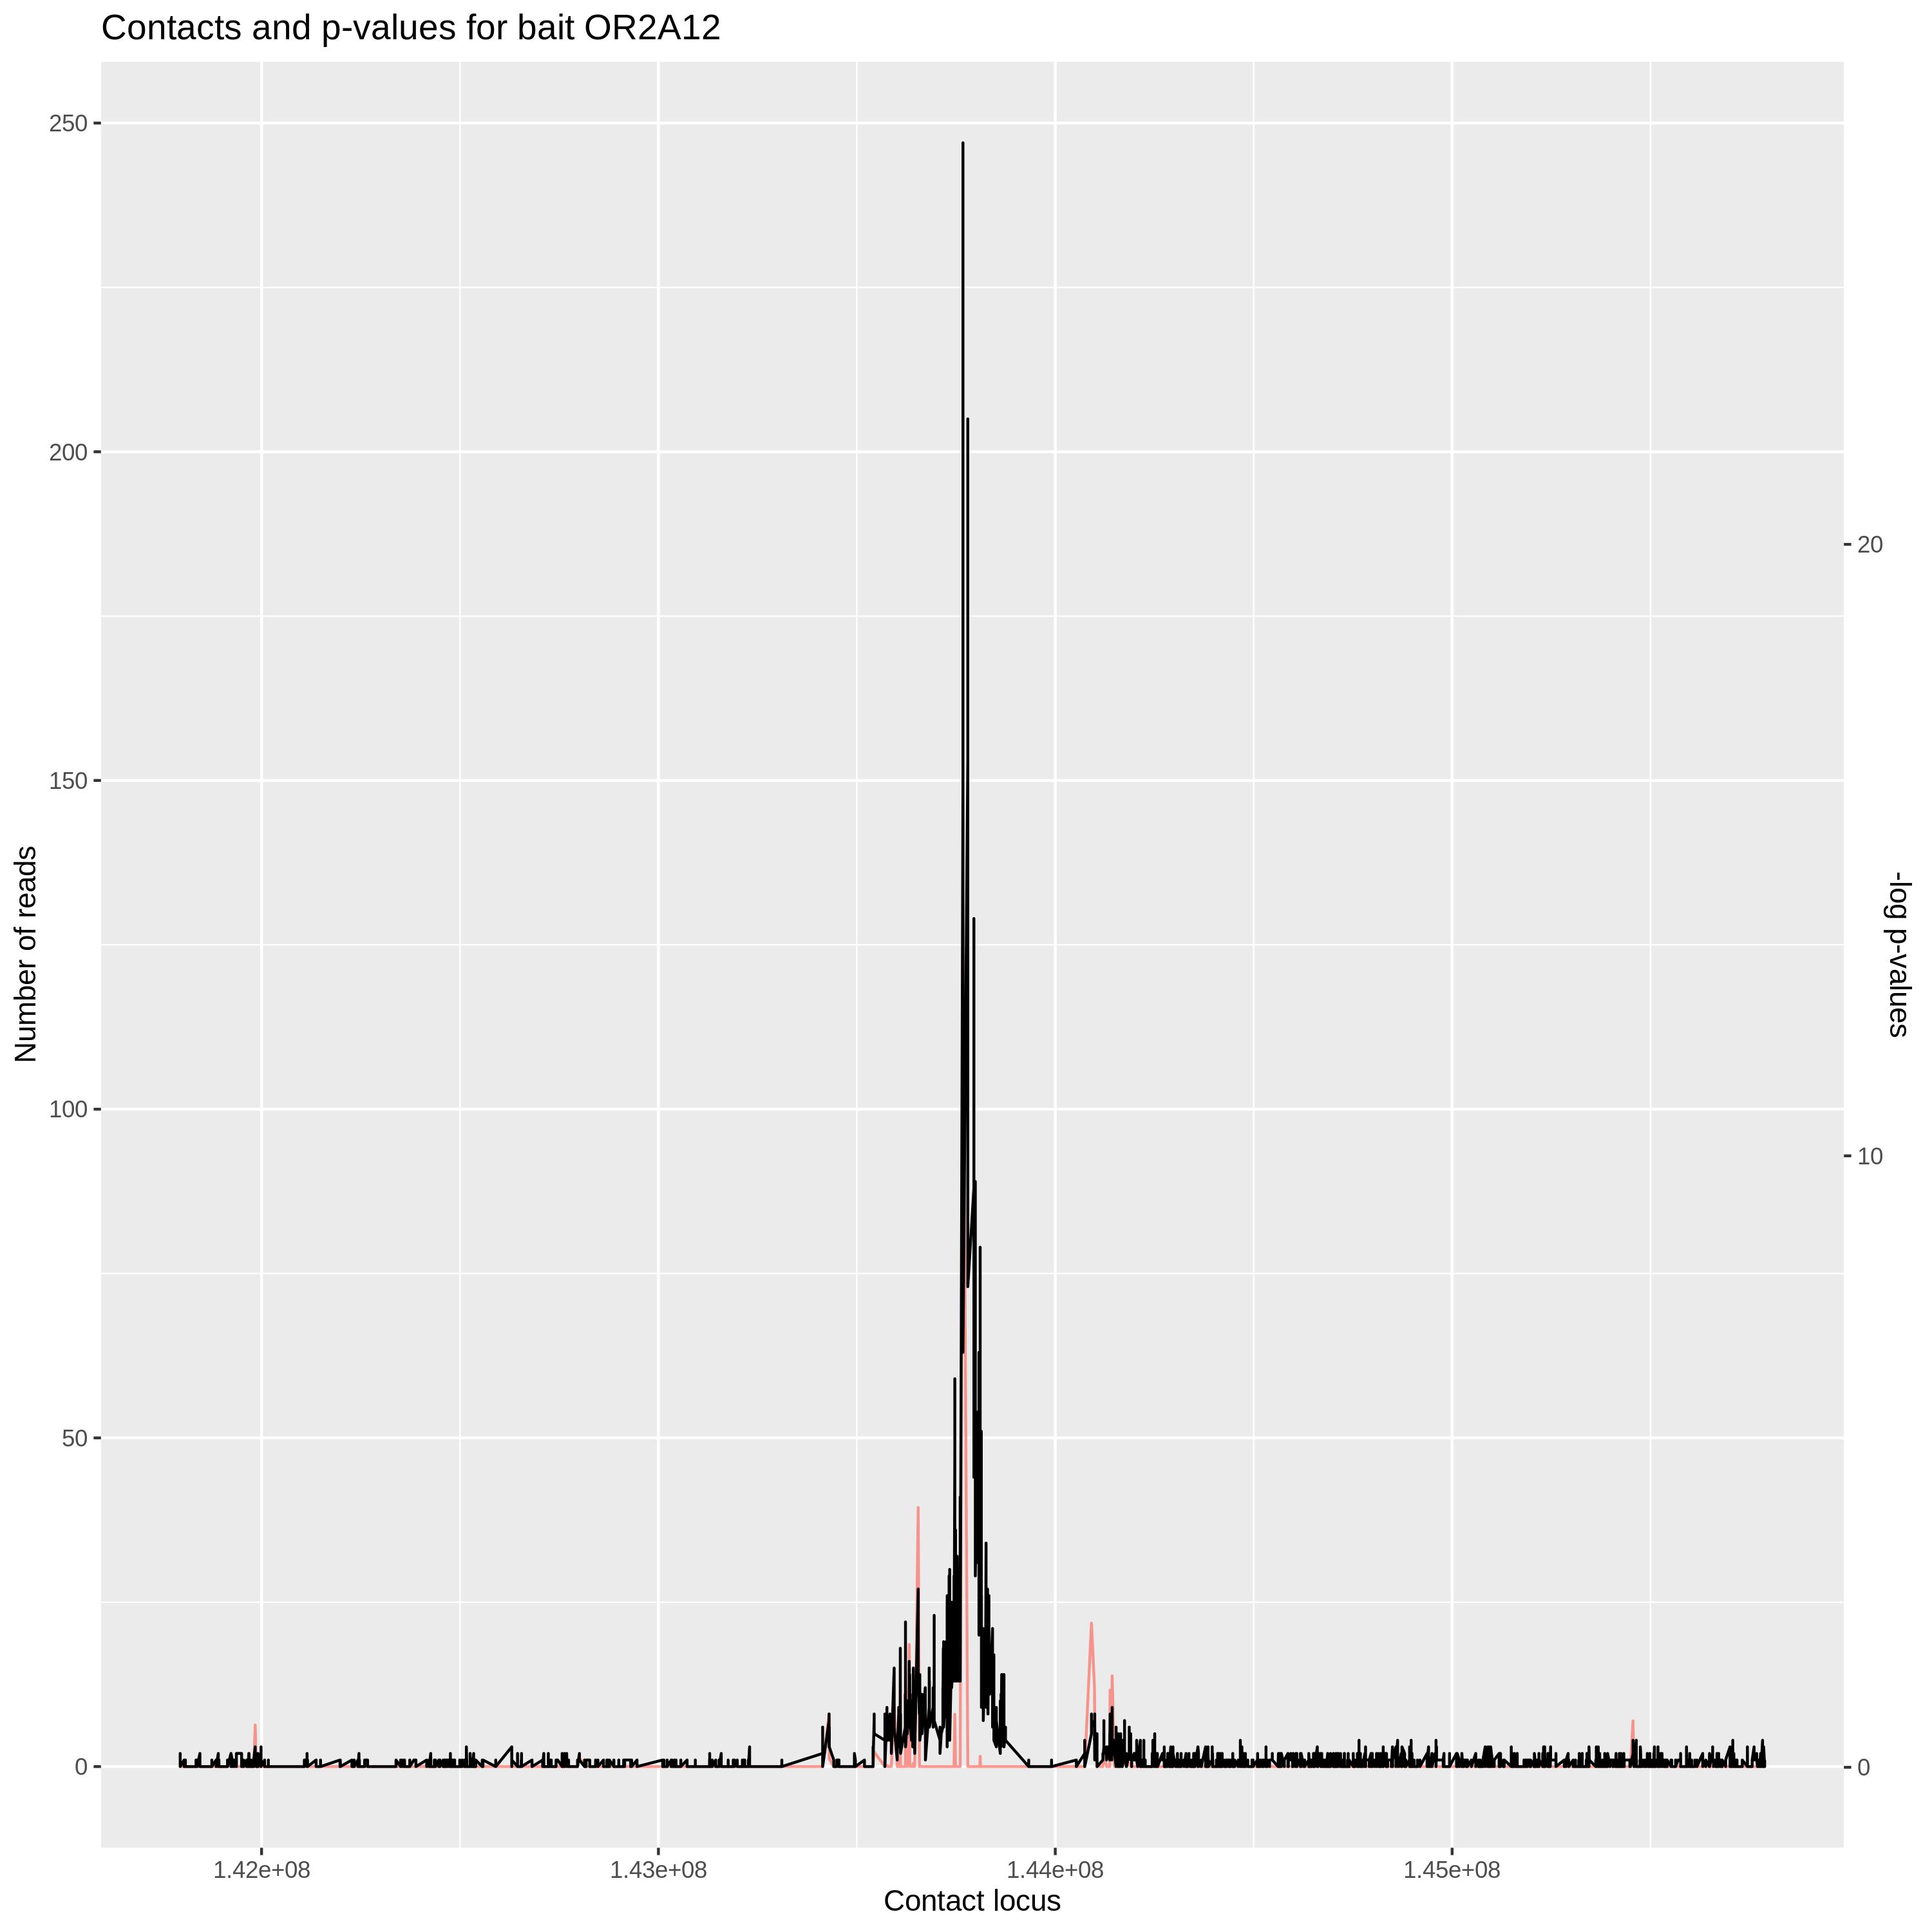 Contacts and p-values for bait OR2A12
250
200
150
100
50
0
Number of reads
20
10
0
-log p-values
1.42e+08
1.43e+08
1.44e+08
1.45e+08
Contact locus